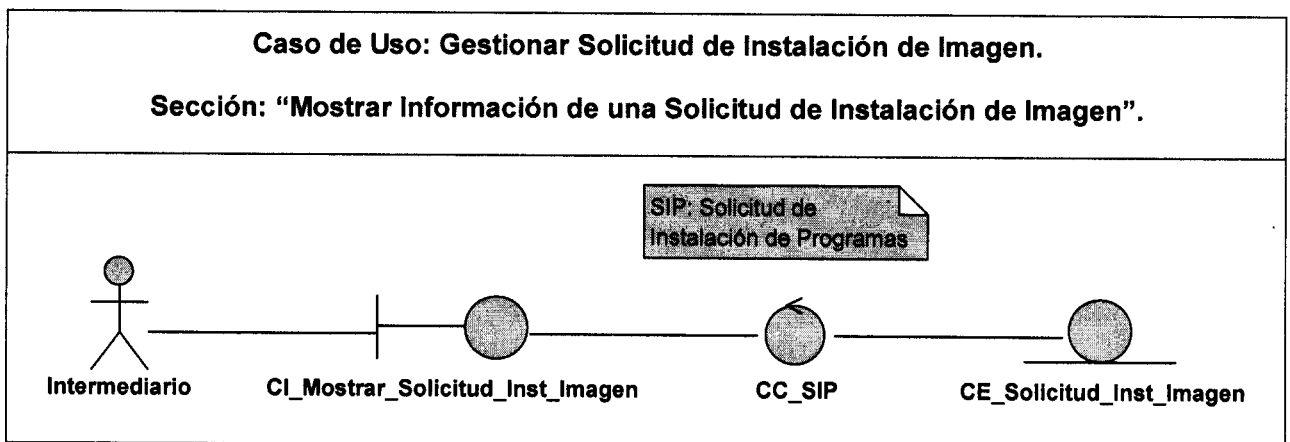 Caso de Uso: Gestionar Solicitud de Instalación de Imagen.
Sección: “Mostrar Información de una Solicitud de Instalación de Imagen”.
SIP: Solicitud de
Instalación de Programas
Intermediario
CI_Mostrar_Solicitud_Inst_Imagen
CC_SIP
CE_Solicitud_Inst_Imagen